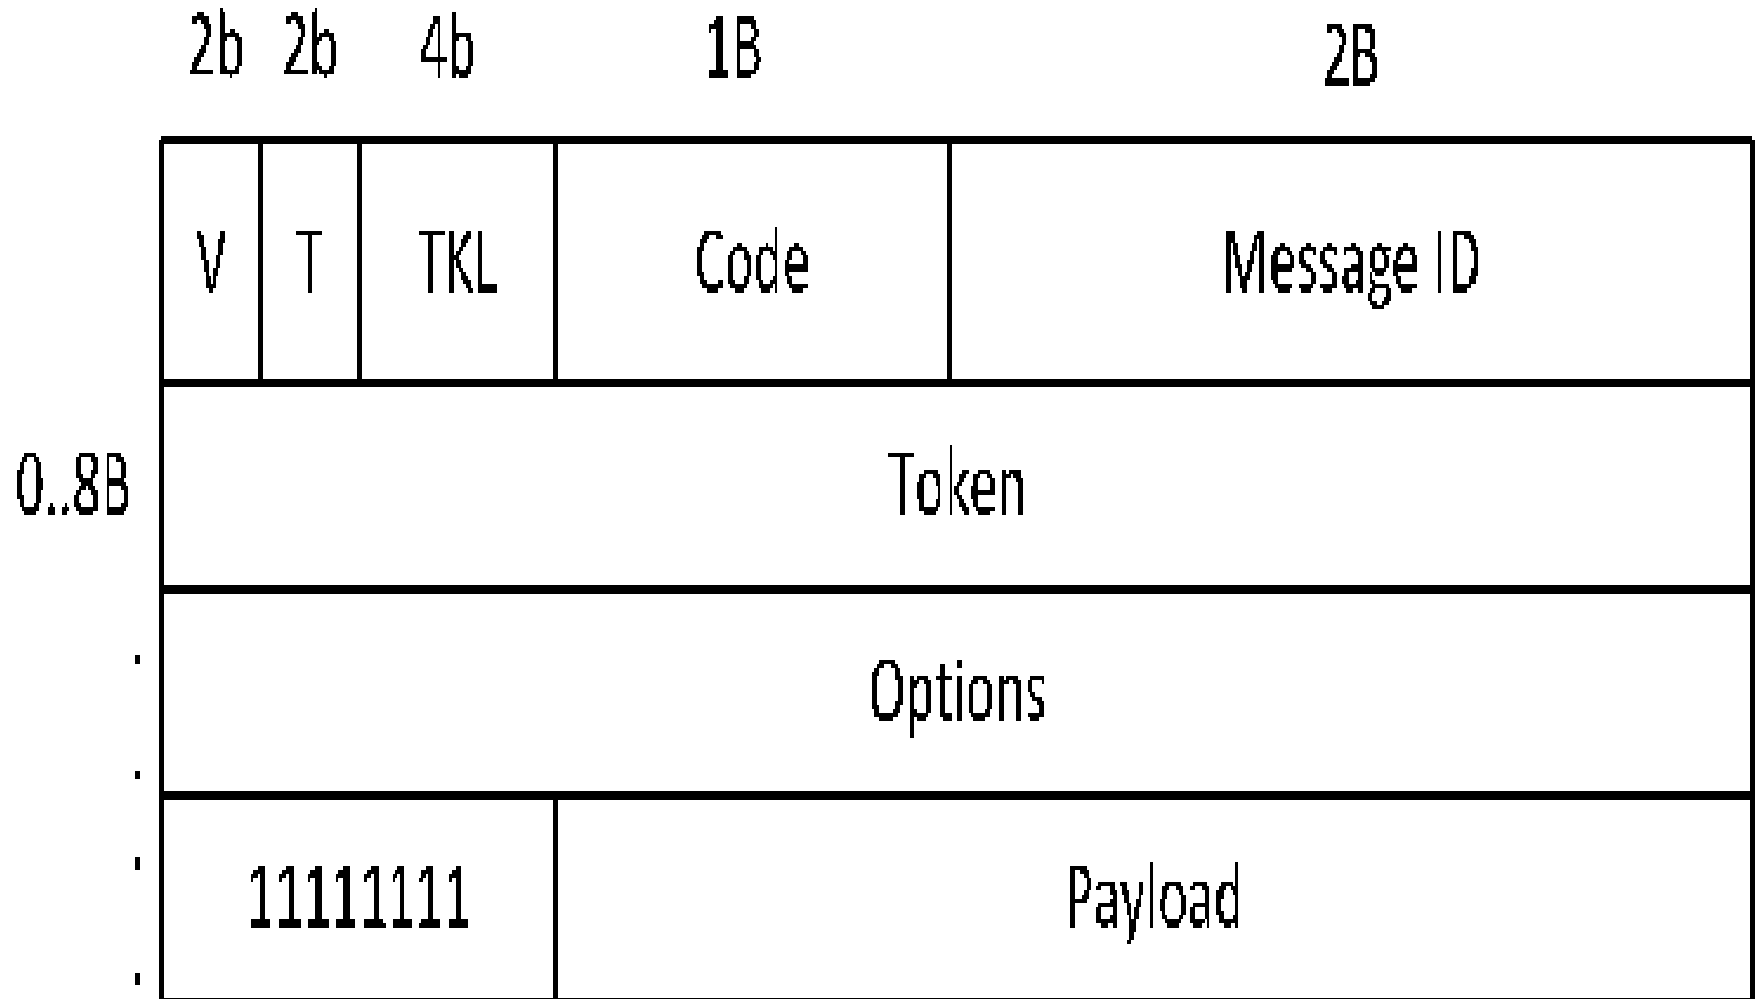 2b 2b 4b 1B 2B
V T TKL Code Message ID
0..8B Token
Options
11111111 Payload